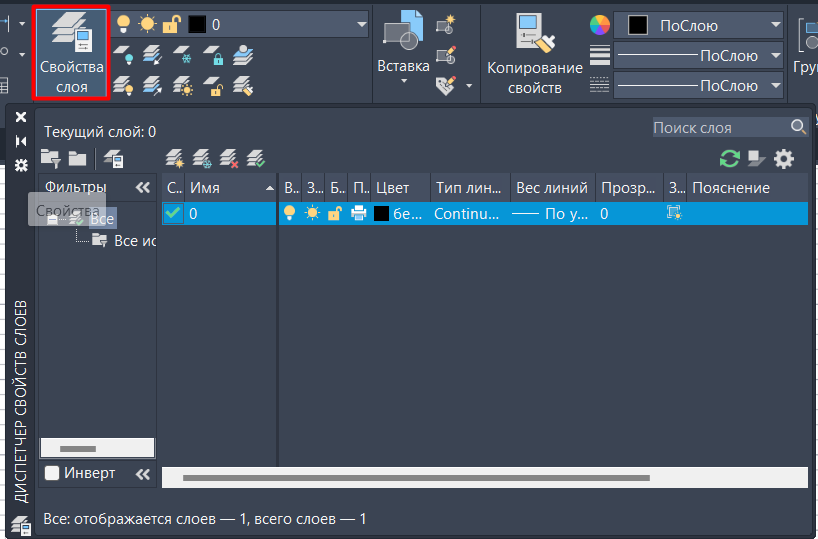 Свойства
слоя
0
Вставка
Копирование
свойств
ПоСлою
ПоСлою
ПоСлою
Гру
Текущий слой: 0
Поиск слоя
Фильтры
С.. Имя В.. З... Б.. П.. Цвет Тип лин... Вес линий Прозр... З... Пояснение
Свойства
Все
0 бе... Continu... По у... 0
Все ис
Инверт
ДИСПЕТЧЕР СВОЙСТВ СЛОЕВ
Все: отображается слоев — 1, всего слоев — 1